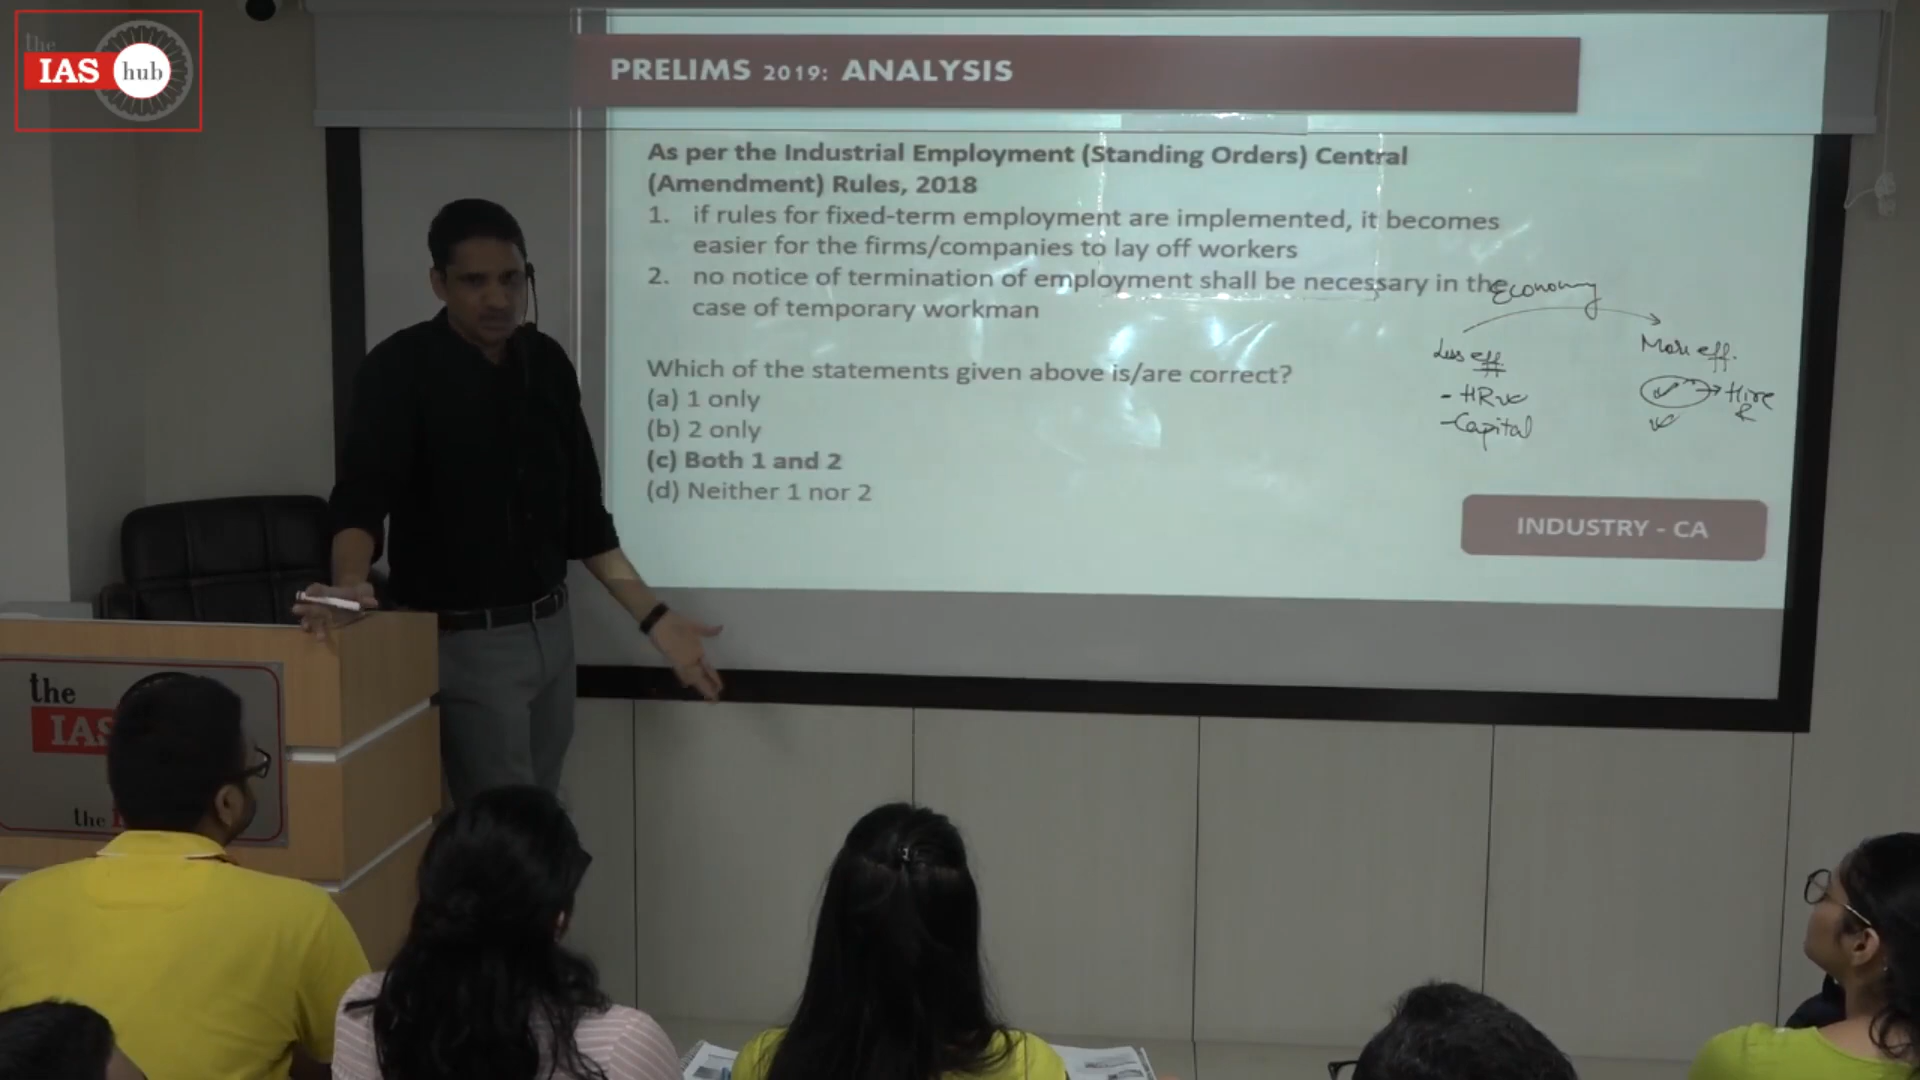 the
IAS hub
PRELIMS 2019: ANALYSIS
As per the Industrial Employment (Standing Orders) Central
(Amendment) Rules, 2018
1. if rules for fixed-term employment are implemented, it becomes
easier for the firms/companies to lay off workers
2. no notice of termination of employment shall be necessary in the
case of temporary workman
Which of the statements given above is/are correct?
(a) 1 only
(b) 2 only
(c) Both 1 and 2
(d) Neither 1 nor 2
Economy
Less eff
- HR
- Capital
More eff.
Hire
&
INDUSTRY - CA
the
IAS
the